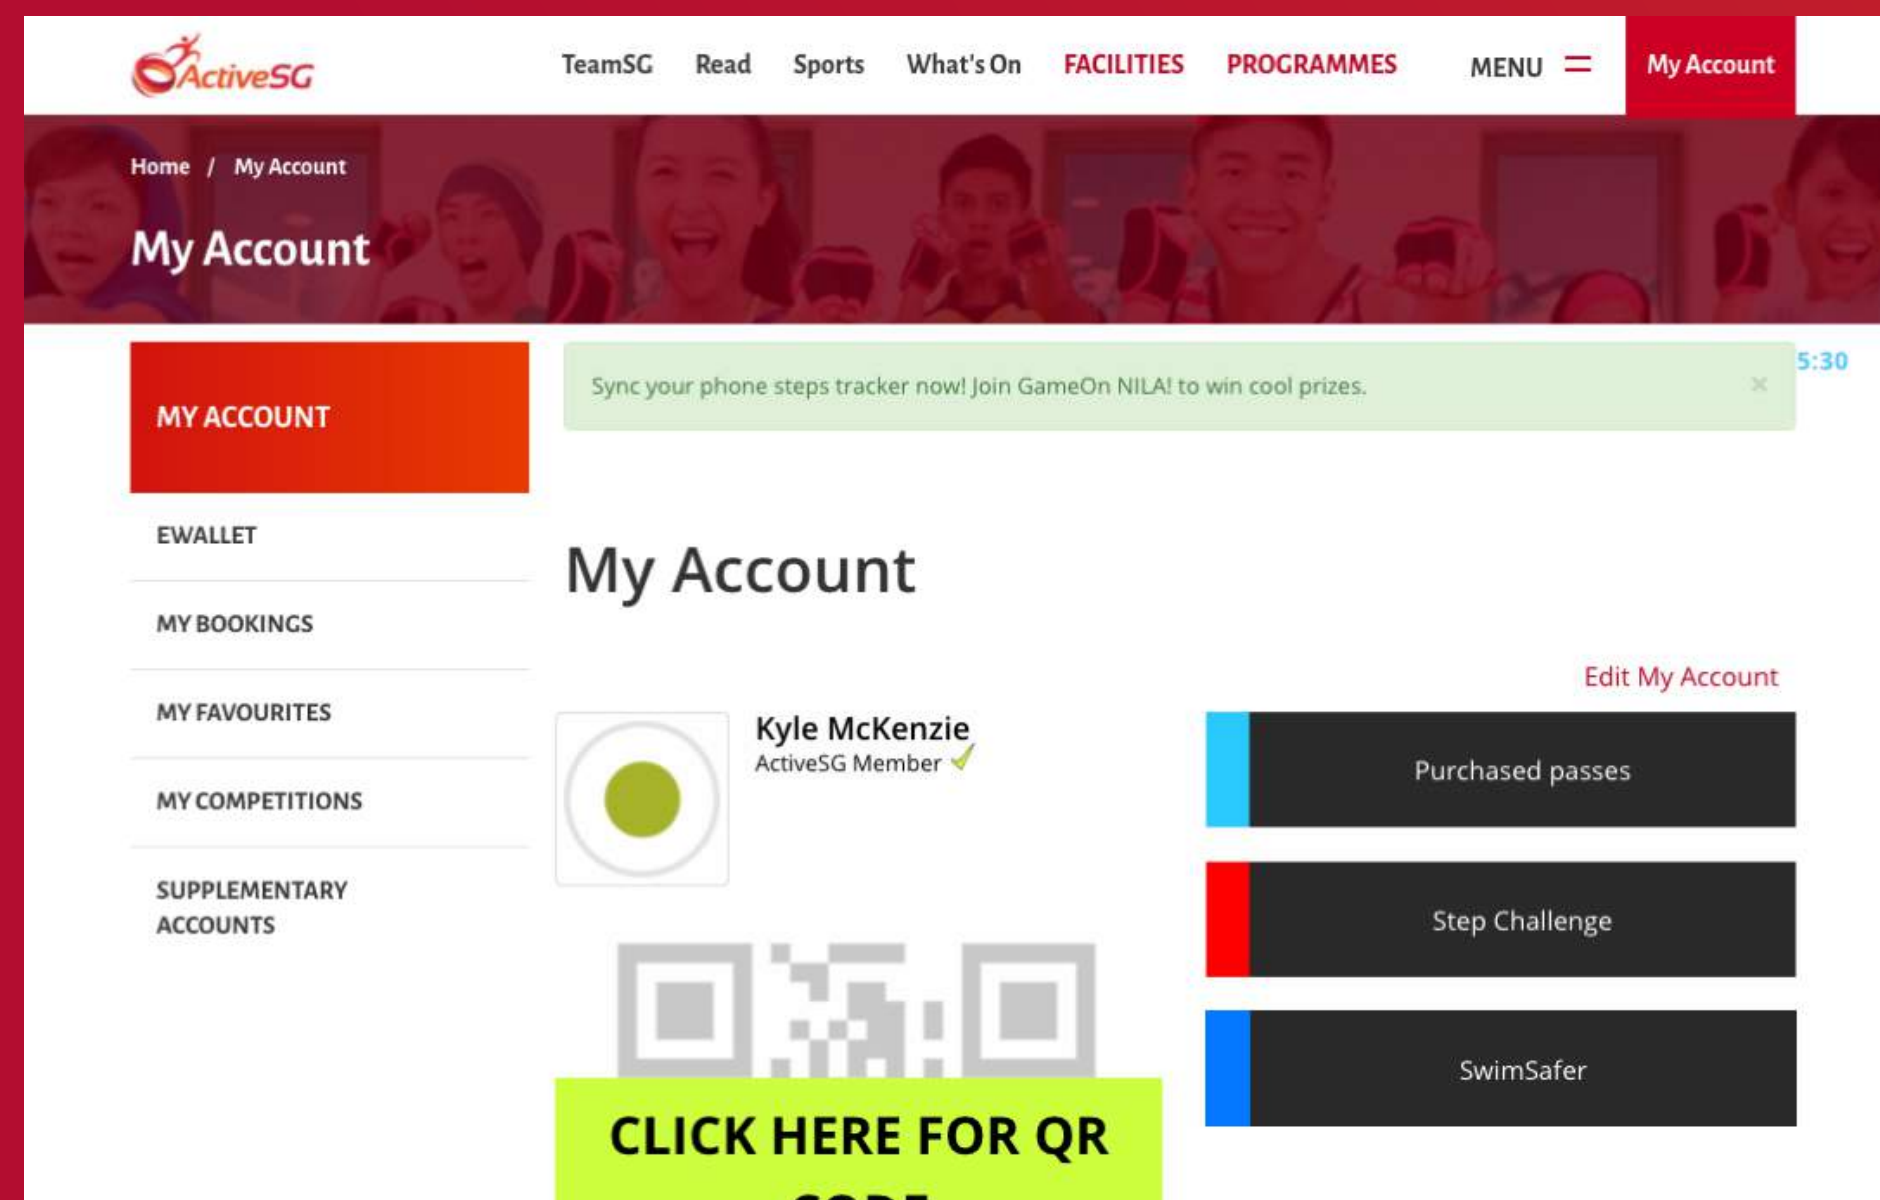 ActiveSG
TeamSG Read Sports What's On FACILITIES PROGRAMMES MENU My Account
Home / My Account
My Account
MY ACCOUNT
EWALLET
MY BOOKINGS
MY FAVOURITES
MY COMPETITIONS
SUPPLEMENTARY
ACCOUNTS
Sync your phone steps tracker now! Join GameOn NILA! to win cool prizes. ×
5:30
My Account
Edit My Account
Kyle McKenzie
ActiveSG Member
CLICK HERE FOR QR
CODE
Purchased passes
Step Challenge
SwimSafer